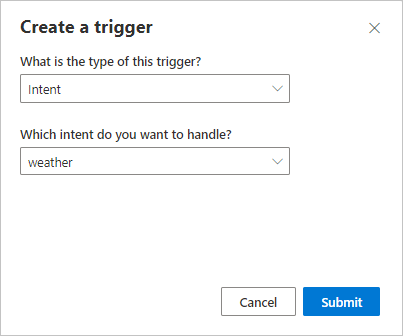 Create a trigger
What is the type of this trigger?
Intent
Which intent do you want to handle?
weather
Cancel
Submit